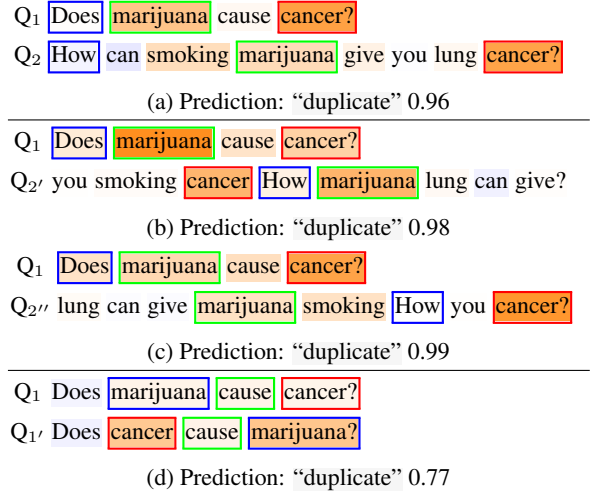 Q1 Does marijuana cause cancer?
Q2 How can smoking marijuana give you lung cancer?
(a) Prediction: “duplicate” 0.96
Q1 Does marijuana cause cancer?
Q2′ you smoking cancer How marijuana lung can give?
(b) Prediction: “duplicate” 0.98
Q1 Does marijuana cause cancer?
Q2′′ lung can give marijuana smoking How you cancer?
(c) Prediction: “duplicate” 0.99
Q1 Does marijuana cause cancer?
Q1′ Does cancer cause marijuana?
(d) Prediction: “duplicate” 0.77